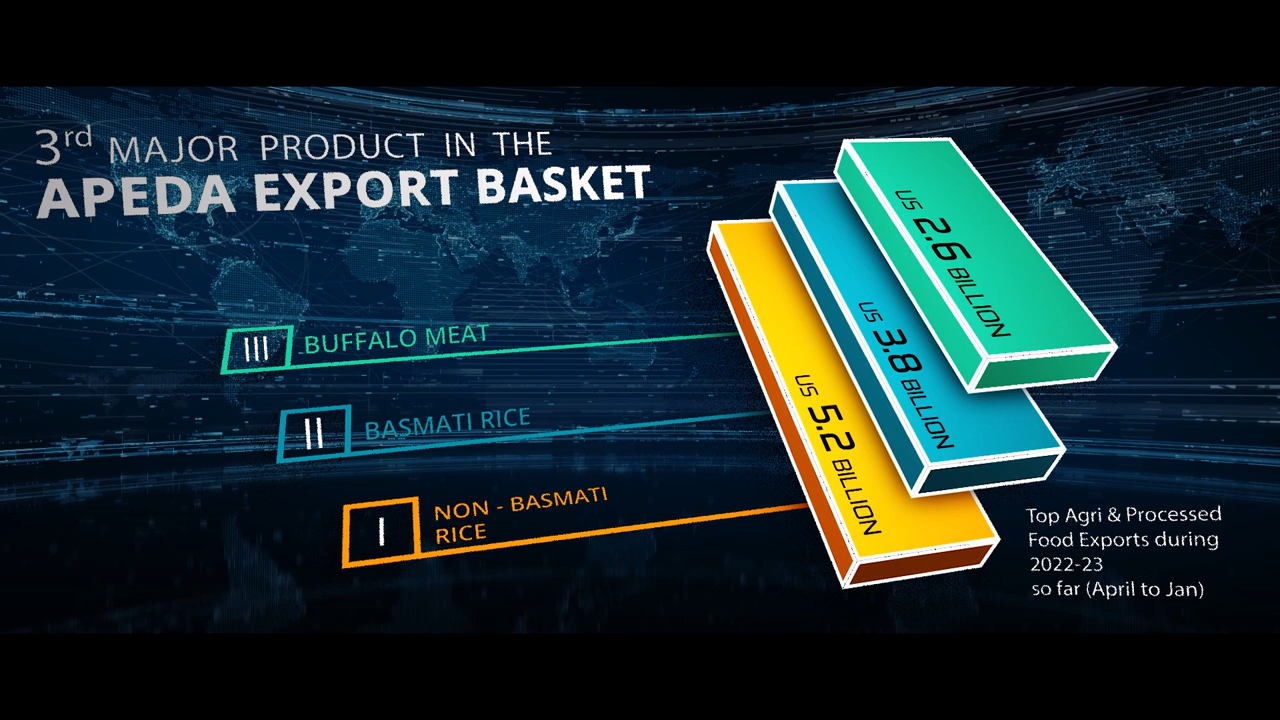 3rd MAJOR PRODUCT IN THE
APEDA EXPORT BASKET
III BUFFALO MEAT
US 2.6 BILLION
II BASMATI RICE
US 3.8 BILLION
I NON - BASMATI
RICE
US 5.2 BILLION
Top Agri & Processed
Food Exports during
2022-23
so far (April to Jan)